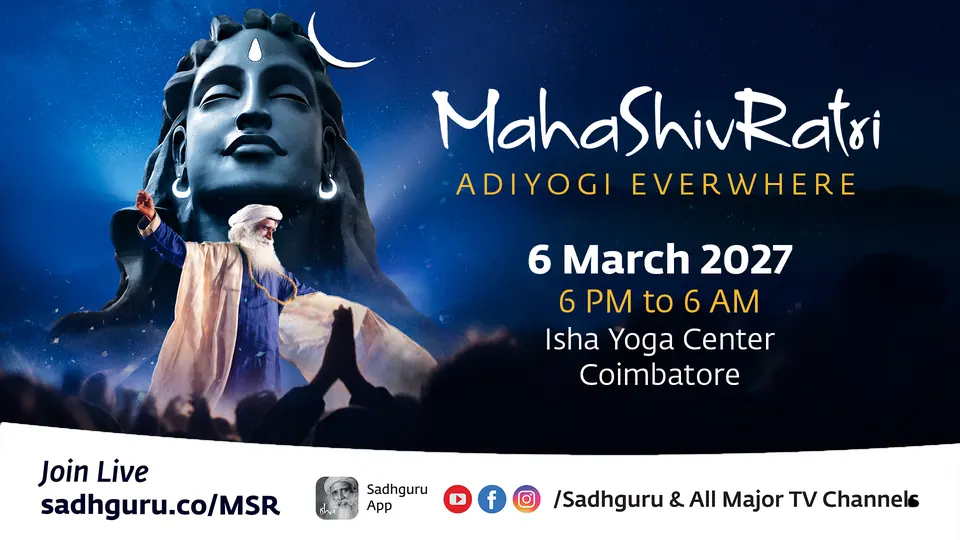 MahaShivRatri
ADIYOGI EVERWHERE
6 March 2027
6 PM to 6 AM
Isha Yoga Center
Coimbatore
Join Live
sadhguru.co/MSR
isha
Sadhguru
App
/Sadhguru & All Major TV Channels